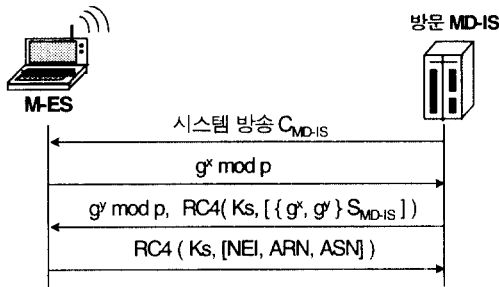 방문 MD-IS
M-ES
시스템 방송 C_MD-IS
g^x mod p
g^y mod p, RC4( Ks, [ { g^x, g^y } S_MD-IS ] )
RC4 ( Ks, [NEI, ARN, ASN] )